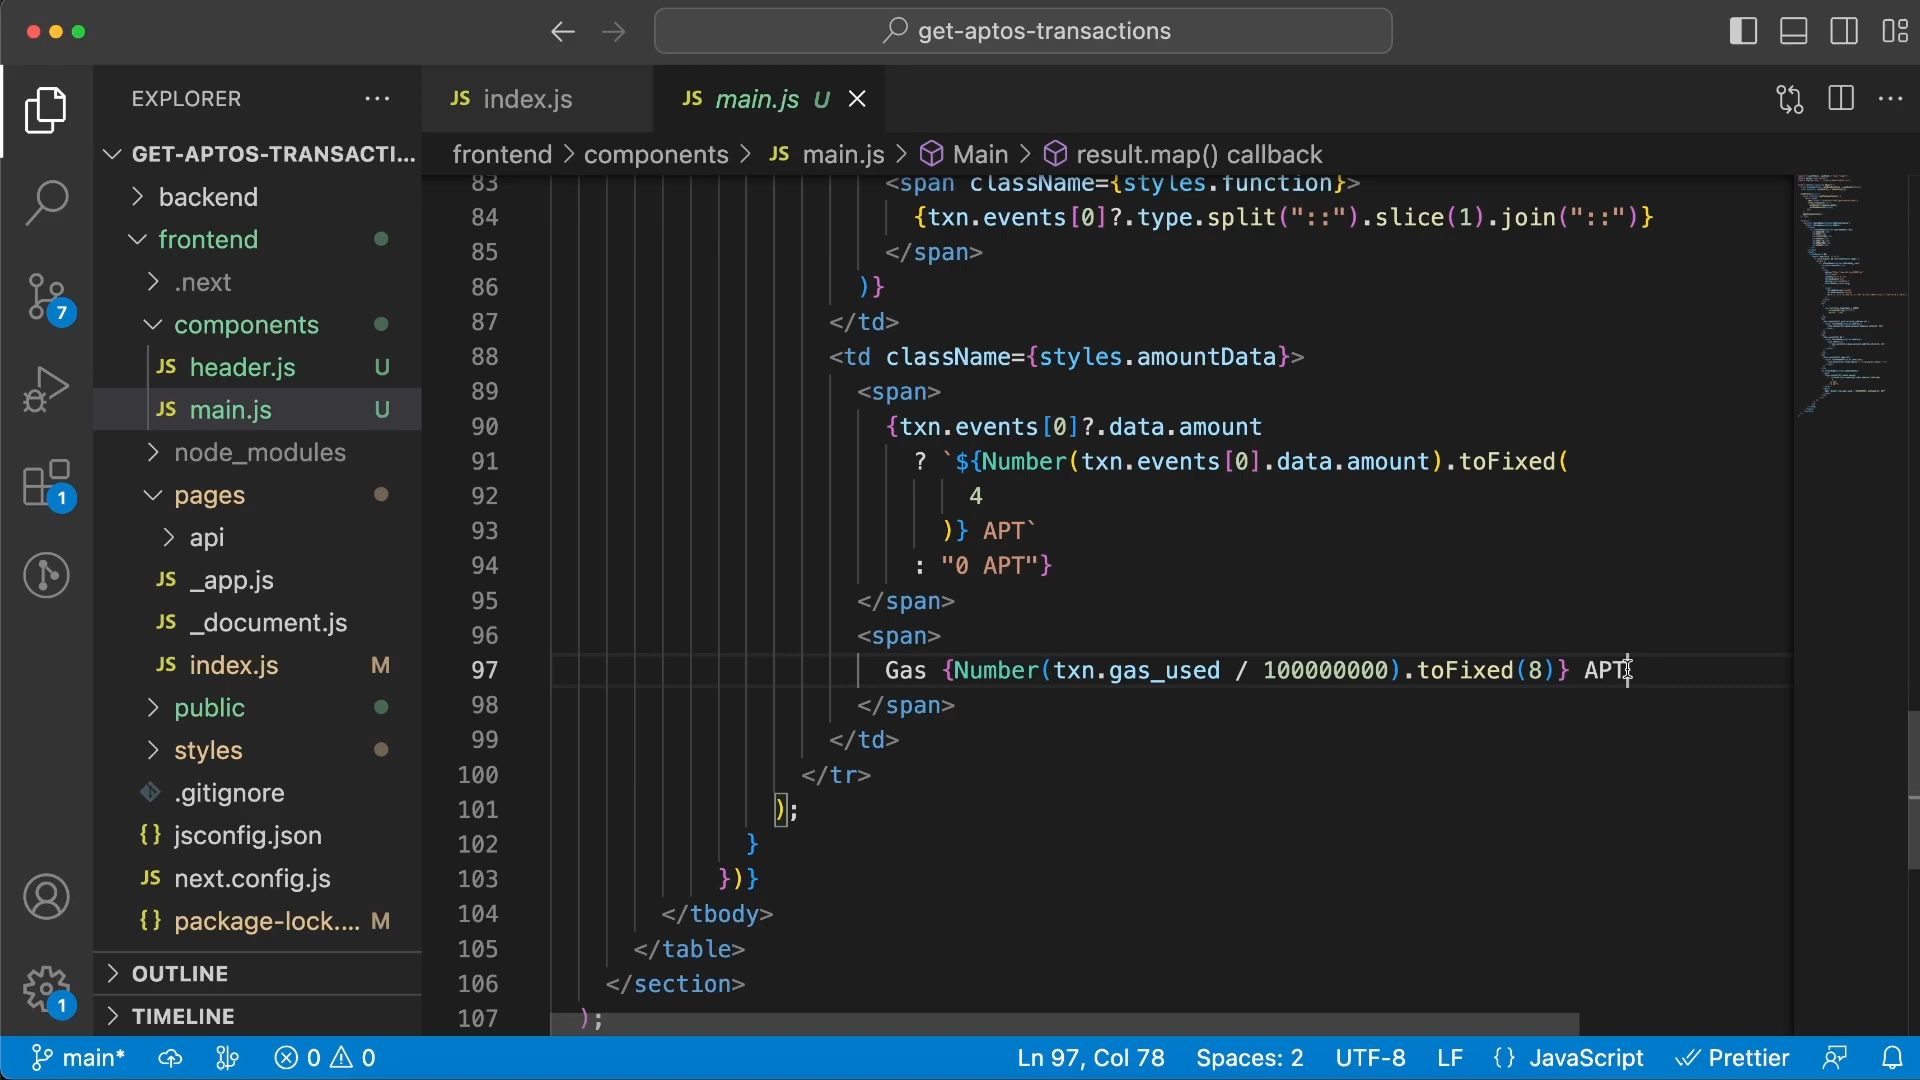 get-aptos-transactions
EXPLORER
JS index.js
JS main.js U
GET-APTOS-TRANSACTI...
frontend > components > JS main.js > Main > result.map() callback
backend
frontend
.next
components
JS header.js U
JS main.js U
node_modules
pages
api
JS _app.js
JS _document.js
JS index.js M
public
styles
.gitignore
{} jsconfig.json
JS next.config.js
{} package-lock.... M
OUTLINE
TIMELINE
7
1
1
83 <span className={styles.function}>
84 {txn.events[0]?.type.split("::").slice(1).join("::")}
85 </span>
86 )}
87 </td>
88 <td className={styles.amountData}>
89 <span>
90 {txn.events[0]?.data.amount
91 ? `${Number(txn.events[0].data.amount).toFixed(
92 4
93 )} APT`
94 : "0 APT"}
95 </span>
96 <span>
97 Gas {Number(txn.gas_used / 100000000).toFixed(8)} APT
98 </span>
99 </td>
100 </tr>
101 );
102 }
103 })}
104 </tbody>
105 </table>
106 </section>
107 );
main* 0 0 Ln 97, Col 78 Spaces: 2 UTF-8 LF {} JavaScript Prettier